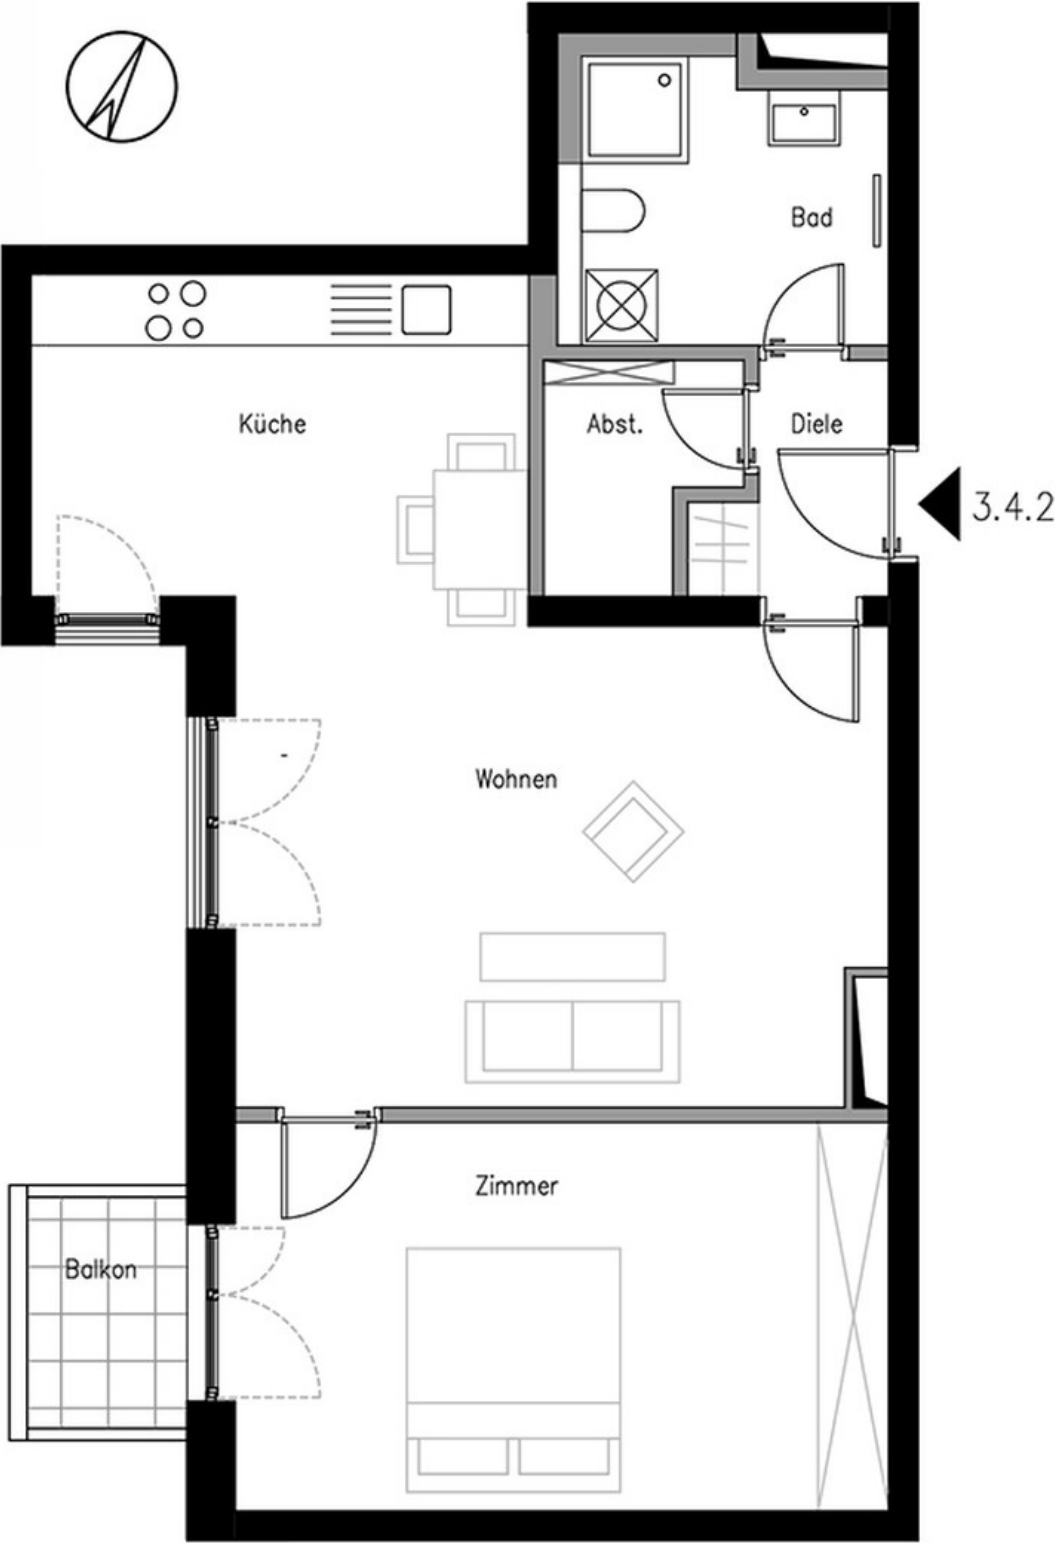 Bad
Küche
Abst.
Diele
3.4.2
Wohnen
Zimmer
Balkon